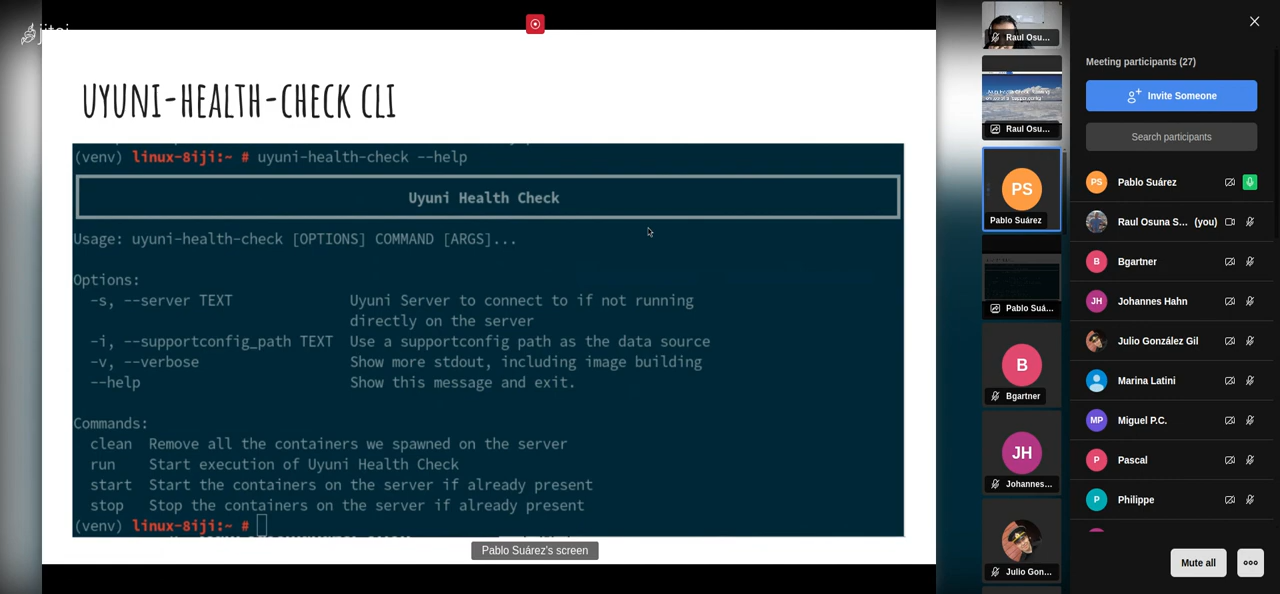 jitsi
UYUNI-HEALTH-CHECK CLI
(venv) linux-8iji:~ # uyuni-health-check --help
Uyuni Health Check
Usage: uyuni-health-check [OPTIONS] COMMAND [ARGS]...
Options:
-s, --server TEXT Uyuni Server to connect to if not running
directly on the server
-i, --supportconfig_path TEXT Use a supportconfig path as the data source
-v, --verbose Show more stdout, including image building
--help Show this message and exit.
Commands:
clean Remove all the containers we spawned on the server
run Start execution of Uyuni Health Check
start Start the containers on the server if already present
stop Stop the containers on the server if already present
(venv) linux-8iji:~ #
Pablo Suárez's screen
Raul Osu...
Raul Osu...
PS
Pablo Suárez
Pablo Suá...
B
Bgartner
JH
Johannes...
Julio Gon...
Meeting participants (27)
Invite Someone
Search participants
PS Pablo Suárez
Raul Osuna S... (you)
B Bgartner
JH Johannes Hahn
Julio González Gil
Marina Latini
MP Miguel P.C.
P Pascal
P Philippe
Mute all